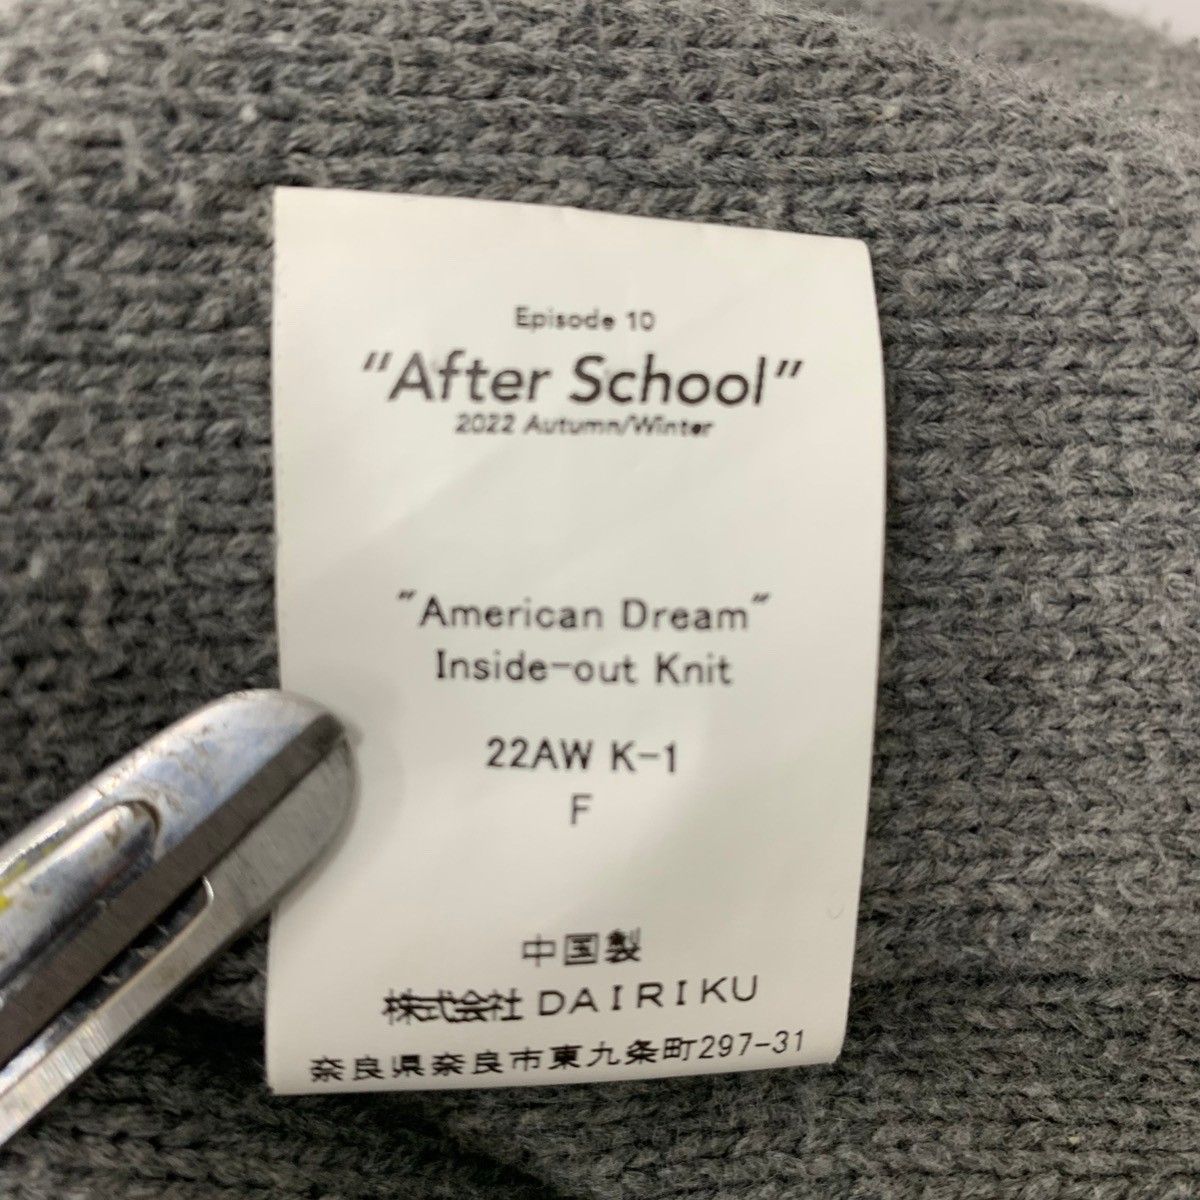 Episode 10
"After School"
2022 Autumn/Winter
"American Dream"
Inside-out Knit
22AW K-1
F
中国製
株式会社 DAIRIKU
奈良県奈良市東九条町297-31